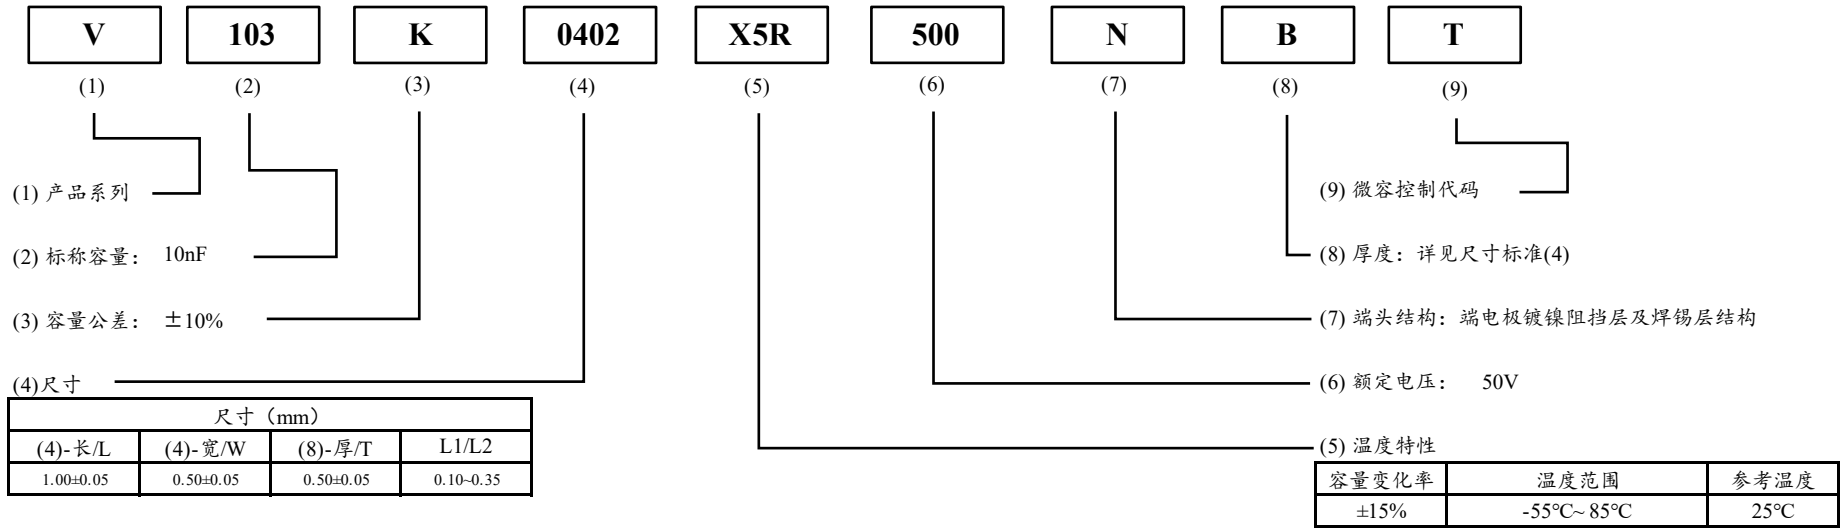 V 103 K 0402 X5R 500 N B T
(1) (2) (3) (4) (5) (6) (7) (8) (9)
(1) 产品系列
(9) 微容控制代码
(2) 标称容量： 10nF
(8) 厚度：详见尺寸标准(4)
(3) 容量公差： ±10%
(7) 端头结构：端电极镀镍阻挡层及焊锡层结构
(4)尺寸
(6) 额定电压： 50V
尺寸（mm）
(4)-长/L (4)-宽/W (8)-厚/T L1/L2
1.00±0.05 0.50±0.05 0.50±0.05 0.10~0.35
(5) 温度特性
容量变化率 温度范围 参考温度
±15% -55℃~ 85℃ 25℃